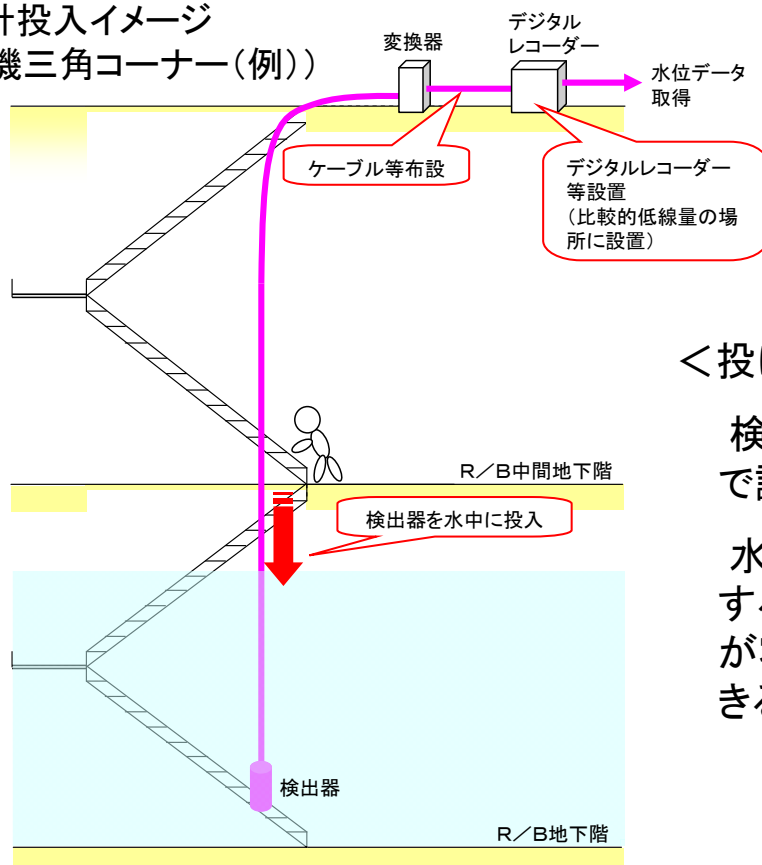 計投入イメージ
機三角コーナー（例））
変換器
デジタル
レコーダー
水位データ
取得
ケーブル等布設
デジタルレコーダー
等設置
（比較的低線量の場
所に設置）
＜投
検
で
水
す
が
き
R／B中間地下階
検出器を水中に投入
検出器
R／B地下階